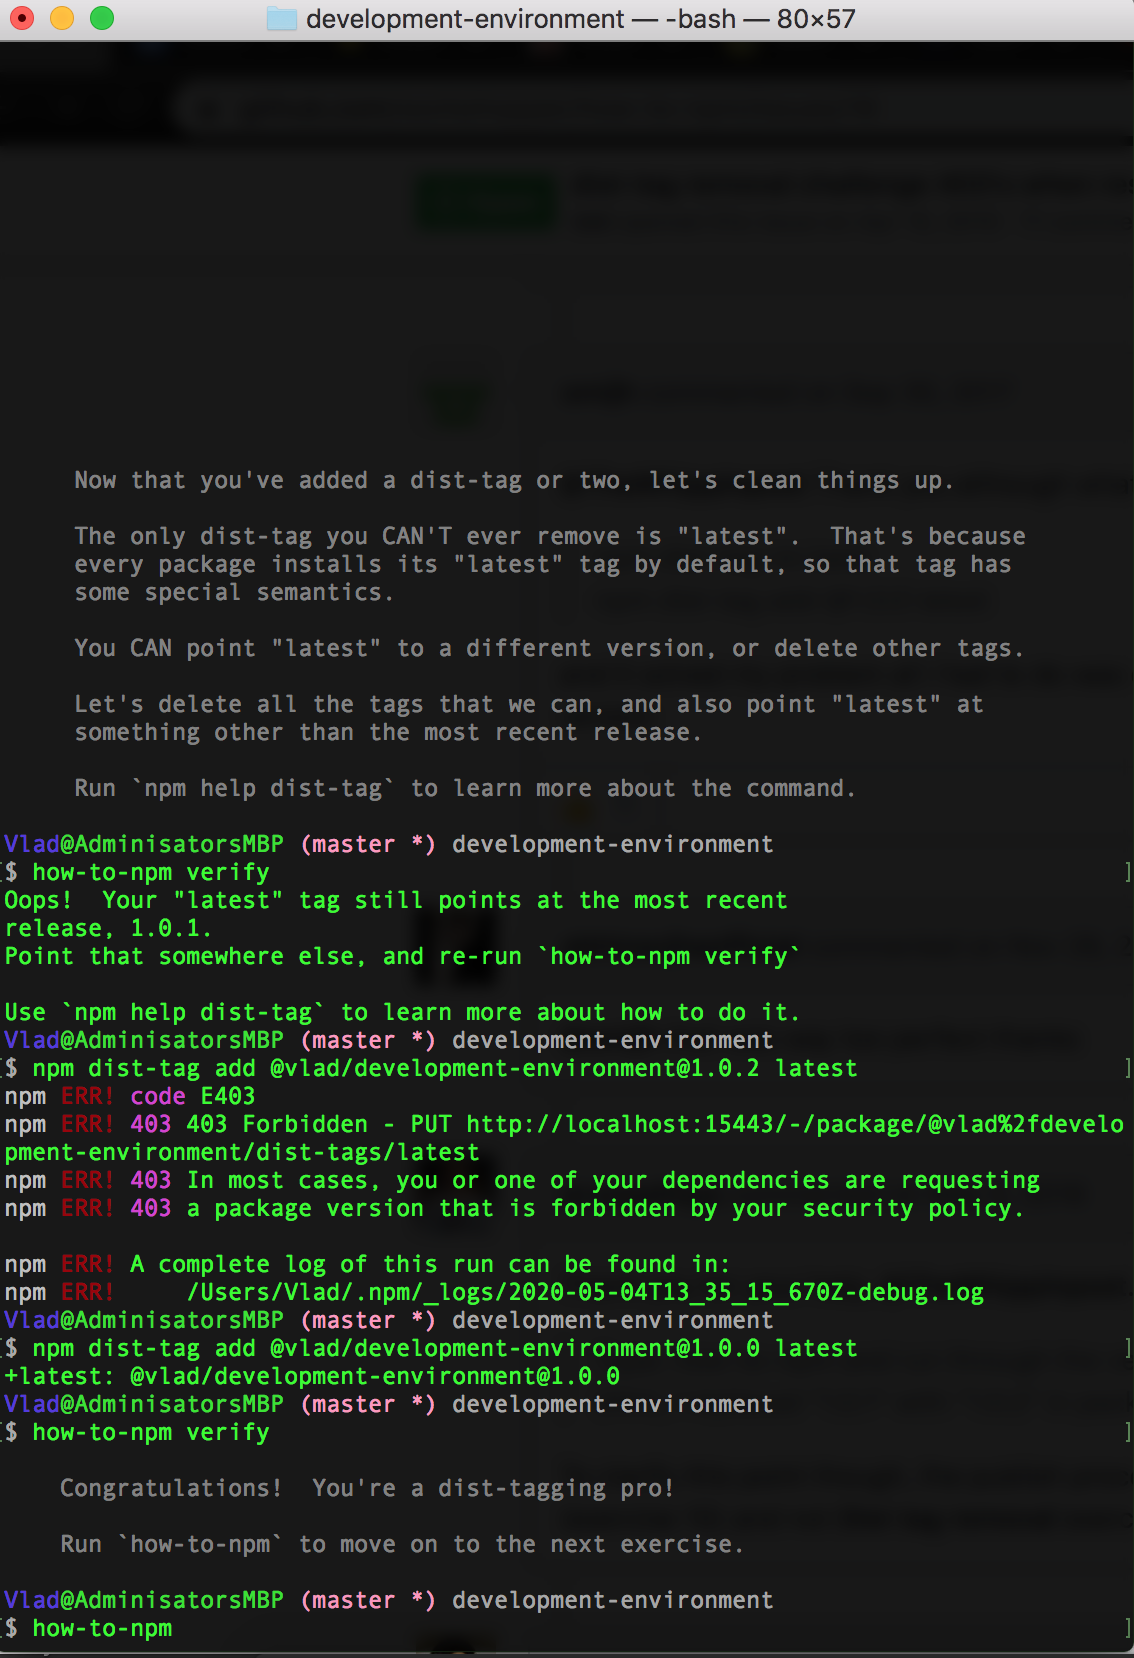 development-environment — -bash — 80×57
Now that you've added a dist-tag or two, let's clean things up.
The only dist-tag you CAN'T ever remove is "latest".  That's because
every package installs its "latest" tag by default, so that tag has
some special semantics.
You CAN point "latest" to a different version, or delete other tags.
Let's delete all the tags that we can, and also point "latest" at
something other than the most recent release.
Run `npm help dist-tag` to learn more about the command.
Vlad@AdminisatorsMBP (master *) development-environment
[$ how-to-npm verify ]
Oops!  Your "latest" tag still points at the most recent
release, 1.0.1.
Point that somewhere else, and re-run `how-to-npm verify`
Use `npm help dist-tag` to learn more about how to do it.
Vlad@AdminisatorsMBP (master *) development-environment
[$ npm dist-tag add @vlad/development-environment@1.0.2 latest ]
npm ERR! code E403
npm ERR! 403 403 Forbidden - PUT http://localhost:15443/-/package/@vlad%2fdevelo
pment-environment/dist-tags/latest
npm ERR! 403 In most cases, you or one of your dependencies are requesting
npm ERR! 403 a package version that is forbidden by your security policy.
npm ERR! A complete log of this run can be found in:
npm ERR!     /Users/Vlad/.npm/_logs/2020-05-04T13_35_15_670Z-debug.log
Vlad@AdminisatorsMBP (master *) development-environment
[$ npm dist-tag add @vlad/development-environment@1.0.0 latest ]
+latest: @vlad/development-environment@1.0.0
Vlad@AdminisatorsMBP (master *) development-environment
[$ how-to-npm verify ]
Congratulations!  You're a dist-tagging pro!
Run `how-to-npm` to move on to the next exercise.
Vlad@AdminisatorsMBP (master *) development-environment
[$ how-to-npm ]